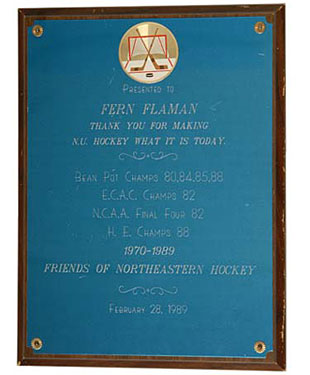 PRESENTED TO
FERN FLAMAN
THANK YOU FOR MAKING
N.U. HOCKEY WHAT IT IS TODAY.
BEAN POT CHAMPS 80,84,85,88
E.C.A.C. CHAMPS 82
N.C.A.A. FINAL FOUR 82
H. E. CHAMPS 88
1970-1989
FRIENDS OF NORTHEASTERN HOCKEY
FEBRUARY 28, 1989